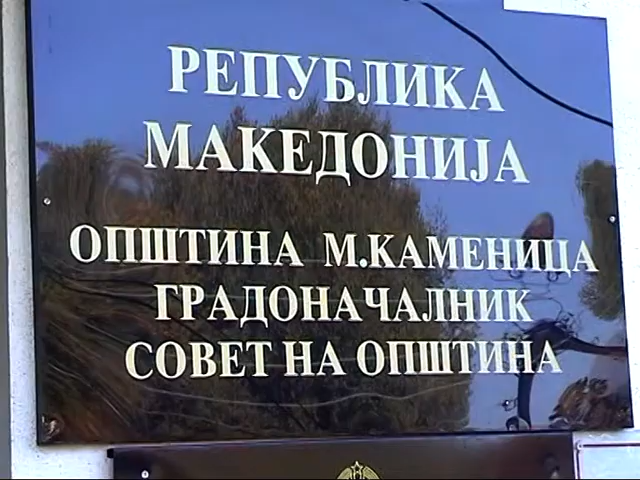 РЕПУБЛИКА
МАКЕДОНИЈА
ОПШТИНА М.КАМЕНИЦА
ГРАДОНАЧАЛНИК
СОВЕТ НА ОПШТИНА